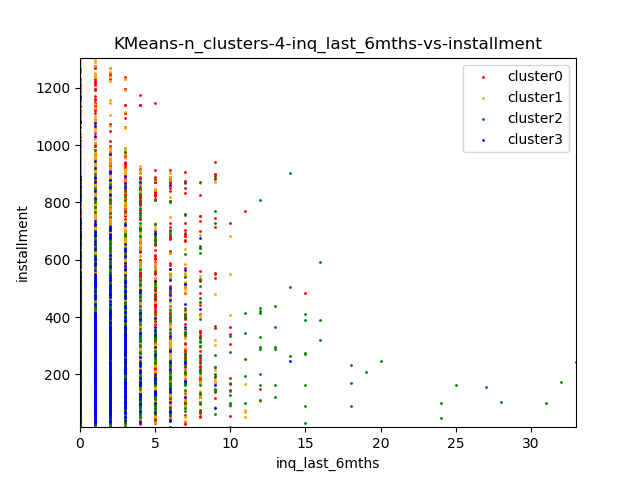 KMeans-n_clusters-4-inq_last_6mths-vs-installment
cluster0
cluster1
cluster2
cluster3
1200
1000
800
600
400
200
installment
0
5
10
15
20
25
30
inq_last_6mths